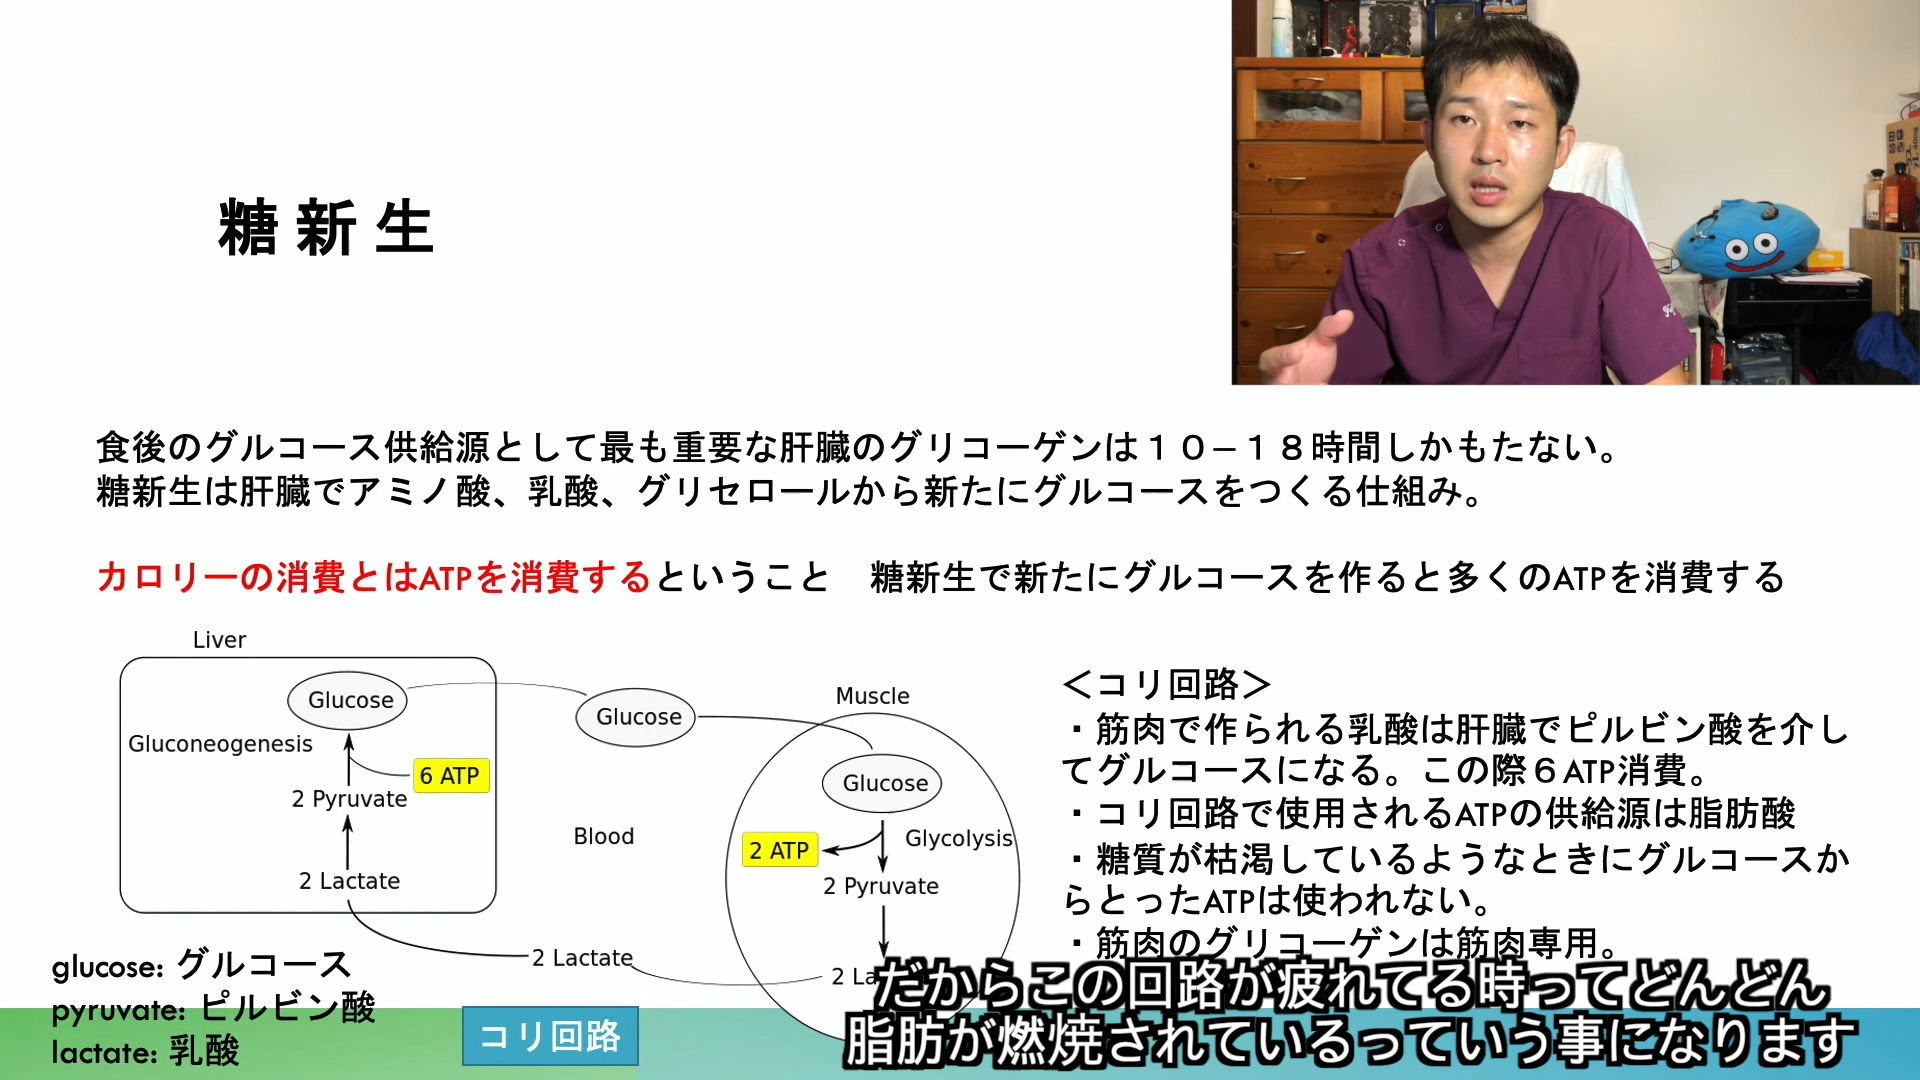 糖新生
食後のグルコース供給源として最も重要な肝臓のグリコーゲンは１０−１８時間しかもたない。
糖新生は肝臓でアミノ酸、乳酸、グリセロールから新たにグルコースをつくる仕組み。
カロリーの消費とはATPを消費するということ　糖新生で新たにグルコースを作ると多くのATPを消費する
Liver
Glucose
Gluconeogenesis
6 ATP
2 Pyruvate
2 Lactate
Glucose
Blood
2 Lactate
Muscle
Glucose
Glycolysis
2 ATP
2 Pyruvate
2 La
＜コリ回路＞
・筋肉で作られる乳酸は肝臓でピルビン酸を介し
てグルコースになる。この際６ATP消費。
・コリ回路で使用されるATPの供給源は脂肪酸
・糖質が枯渇しているようなときにグルコースか
らとったATPは使われない。
・筋肉のグリコーゲンは筋肉専用。
glucose: グルコース
pyruvate: ピルビン酸
lactate: 乳酸
コリ回路
だからこの回路が疲れてる時ってどんどん
脂肪が燃焼されているっていう事になります